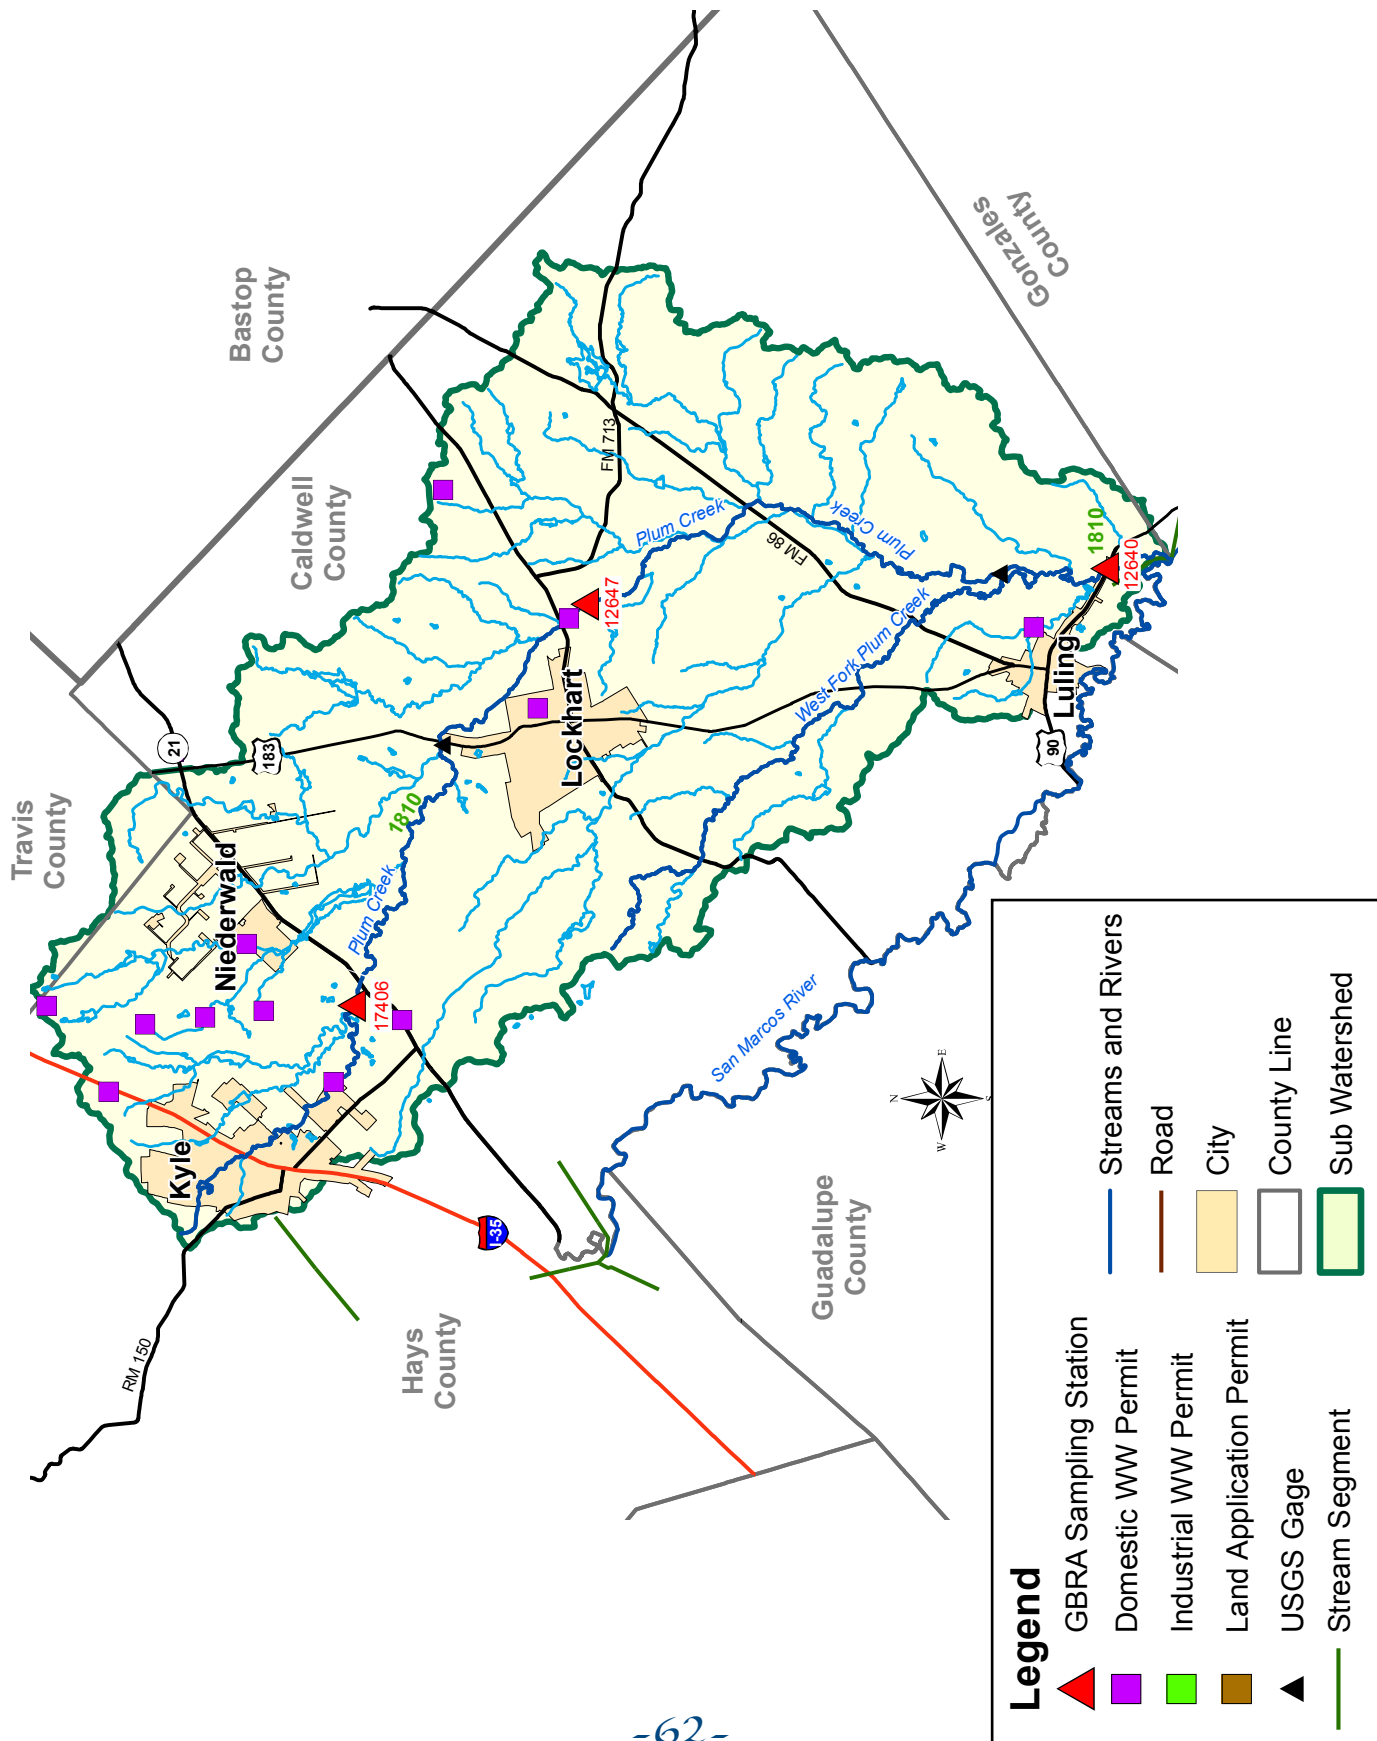 Travis
County
Bastop
County
Caldwell
County
Gonzales
County
Hays
County
Guadalupe
County
21
183
Niederwald
Kyle
Lockhart
Luling
1810
1810
Plum Creek
Plum Creek
Plum Creek
West Fork Plum Creek
San Marcos River
FM 713
FM 86
RM 150
I-35
90
17406
12647
12640
N
E
S
W
Legend
GBRA Sampling Station
Domestic WW Permit
Industrial WW Permit
Land Application Permit
USGS Gage
Stream Segment
Streams and Rivers
Road
City
County Line
Sub Watershed
-62-